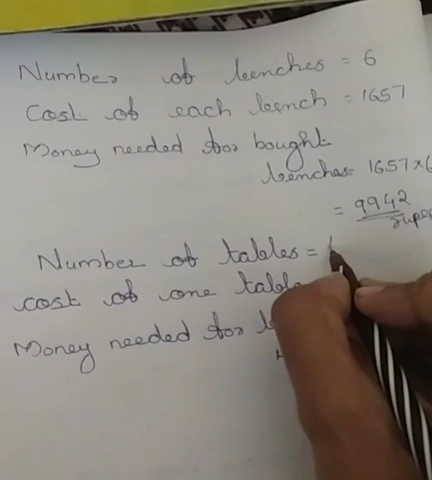 Number of benches = 6
Cost of each bench = 1657
Money needed for bought
benches = 1657 × 6
= 9942
Number of tables =
cost of one table
Money needed for